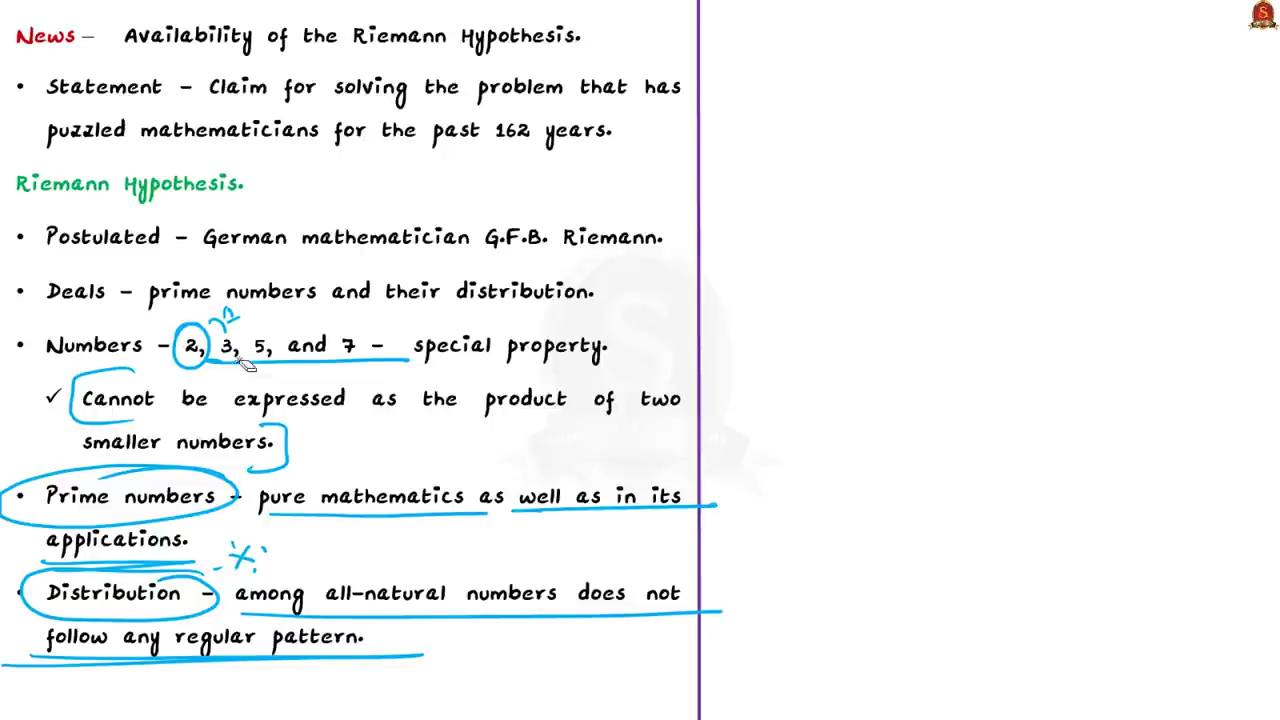 News – Availability of the Riemann Hypothesis.
• Statement – Claim for solving the problem that has
puzzled mathematicians for the past 162 years.
Riemann Hypothesis.
• Postulated – German mathematician G.F.B. Riemann.
• Deals – prime numbers and their distribution.
• Numbers – 2, 3, 5, and 7 – special property.
✓ Cannot be expressed as the product of two
smaller numbers.
• Prime numbers – pure mathematics as well as in its
applications.
• Distribution – among all-natural numbers does not
follow any regular pattern.